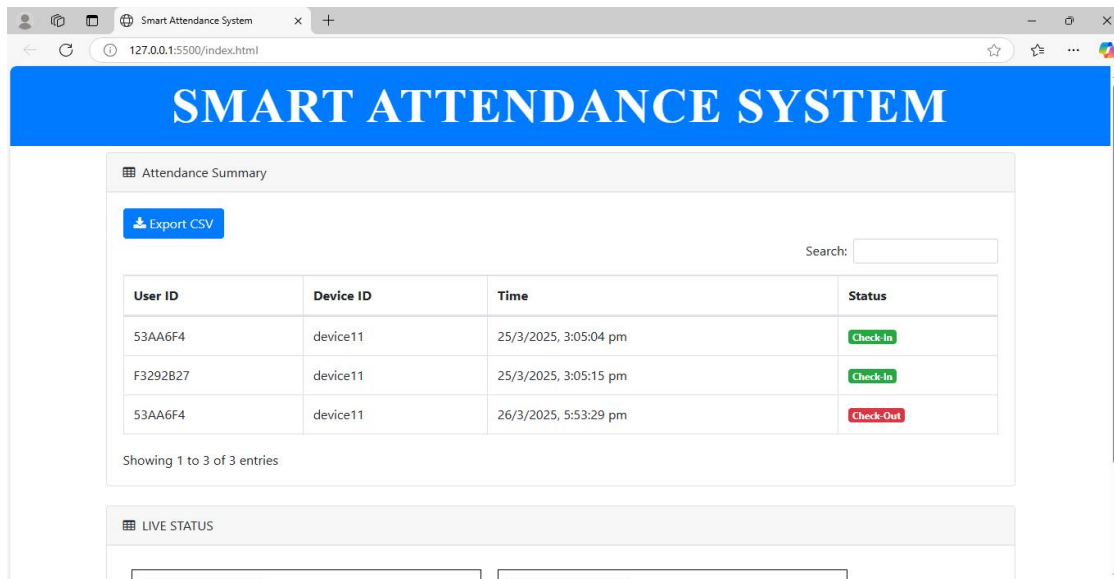 Smart Attendance System
127.0.0.1:5500/index.html
SMART ATTENDANCE SYSTEM
Attendance Summary
Export CSV
Search:
User ID Device ID Time Status
53AA6F4 device11 25/3/2025, 3:05:04 pm Check-In
F3292B27 device11 25/3/2025, 3:05:15 pm Check-In
53AA6F4 device11 26/3/2025, 5:53:29 pm Check-Out
Showing 1 to 3 of 3 entries
LIVE STATUS